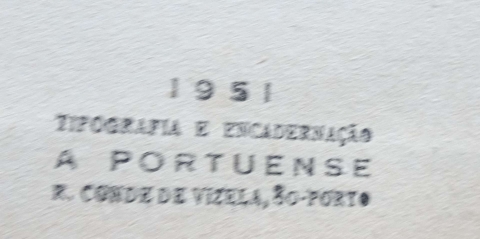 1951
TIPOGRAFIA E ENCADERNAÇÃO
A PORTUENSE
R. CONDE DE VIZELA, 80-PORTO